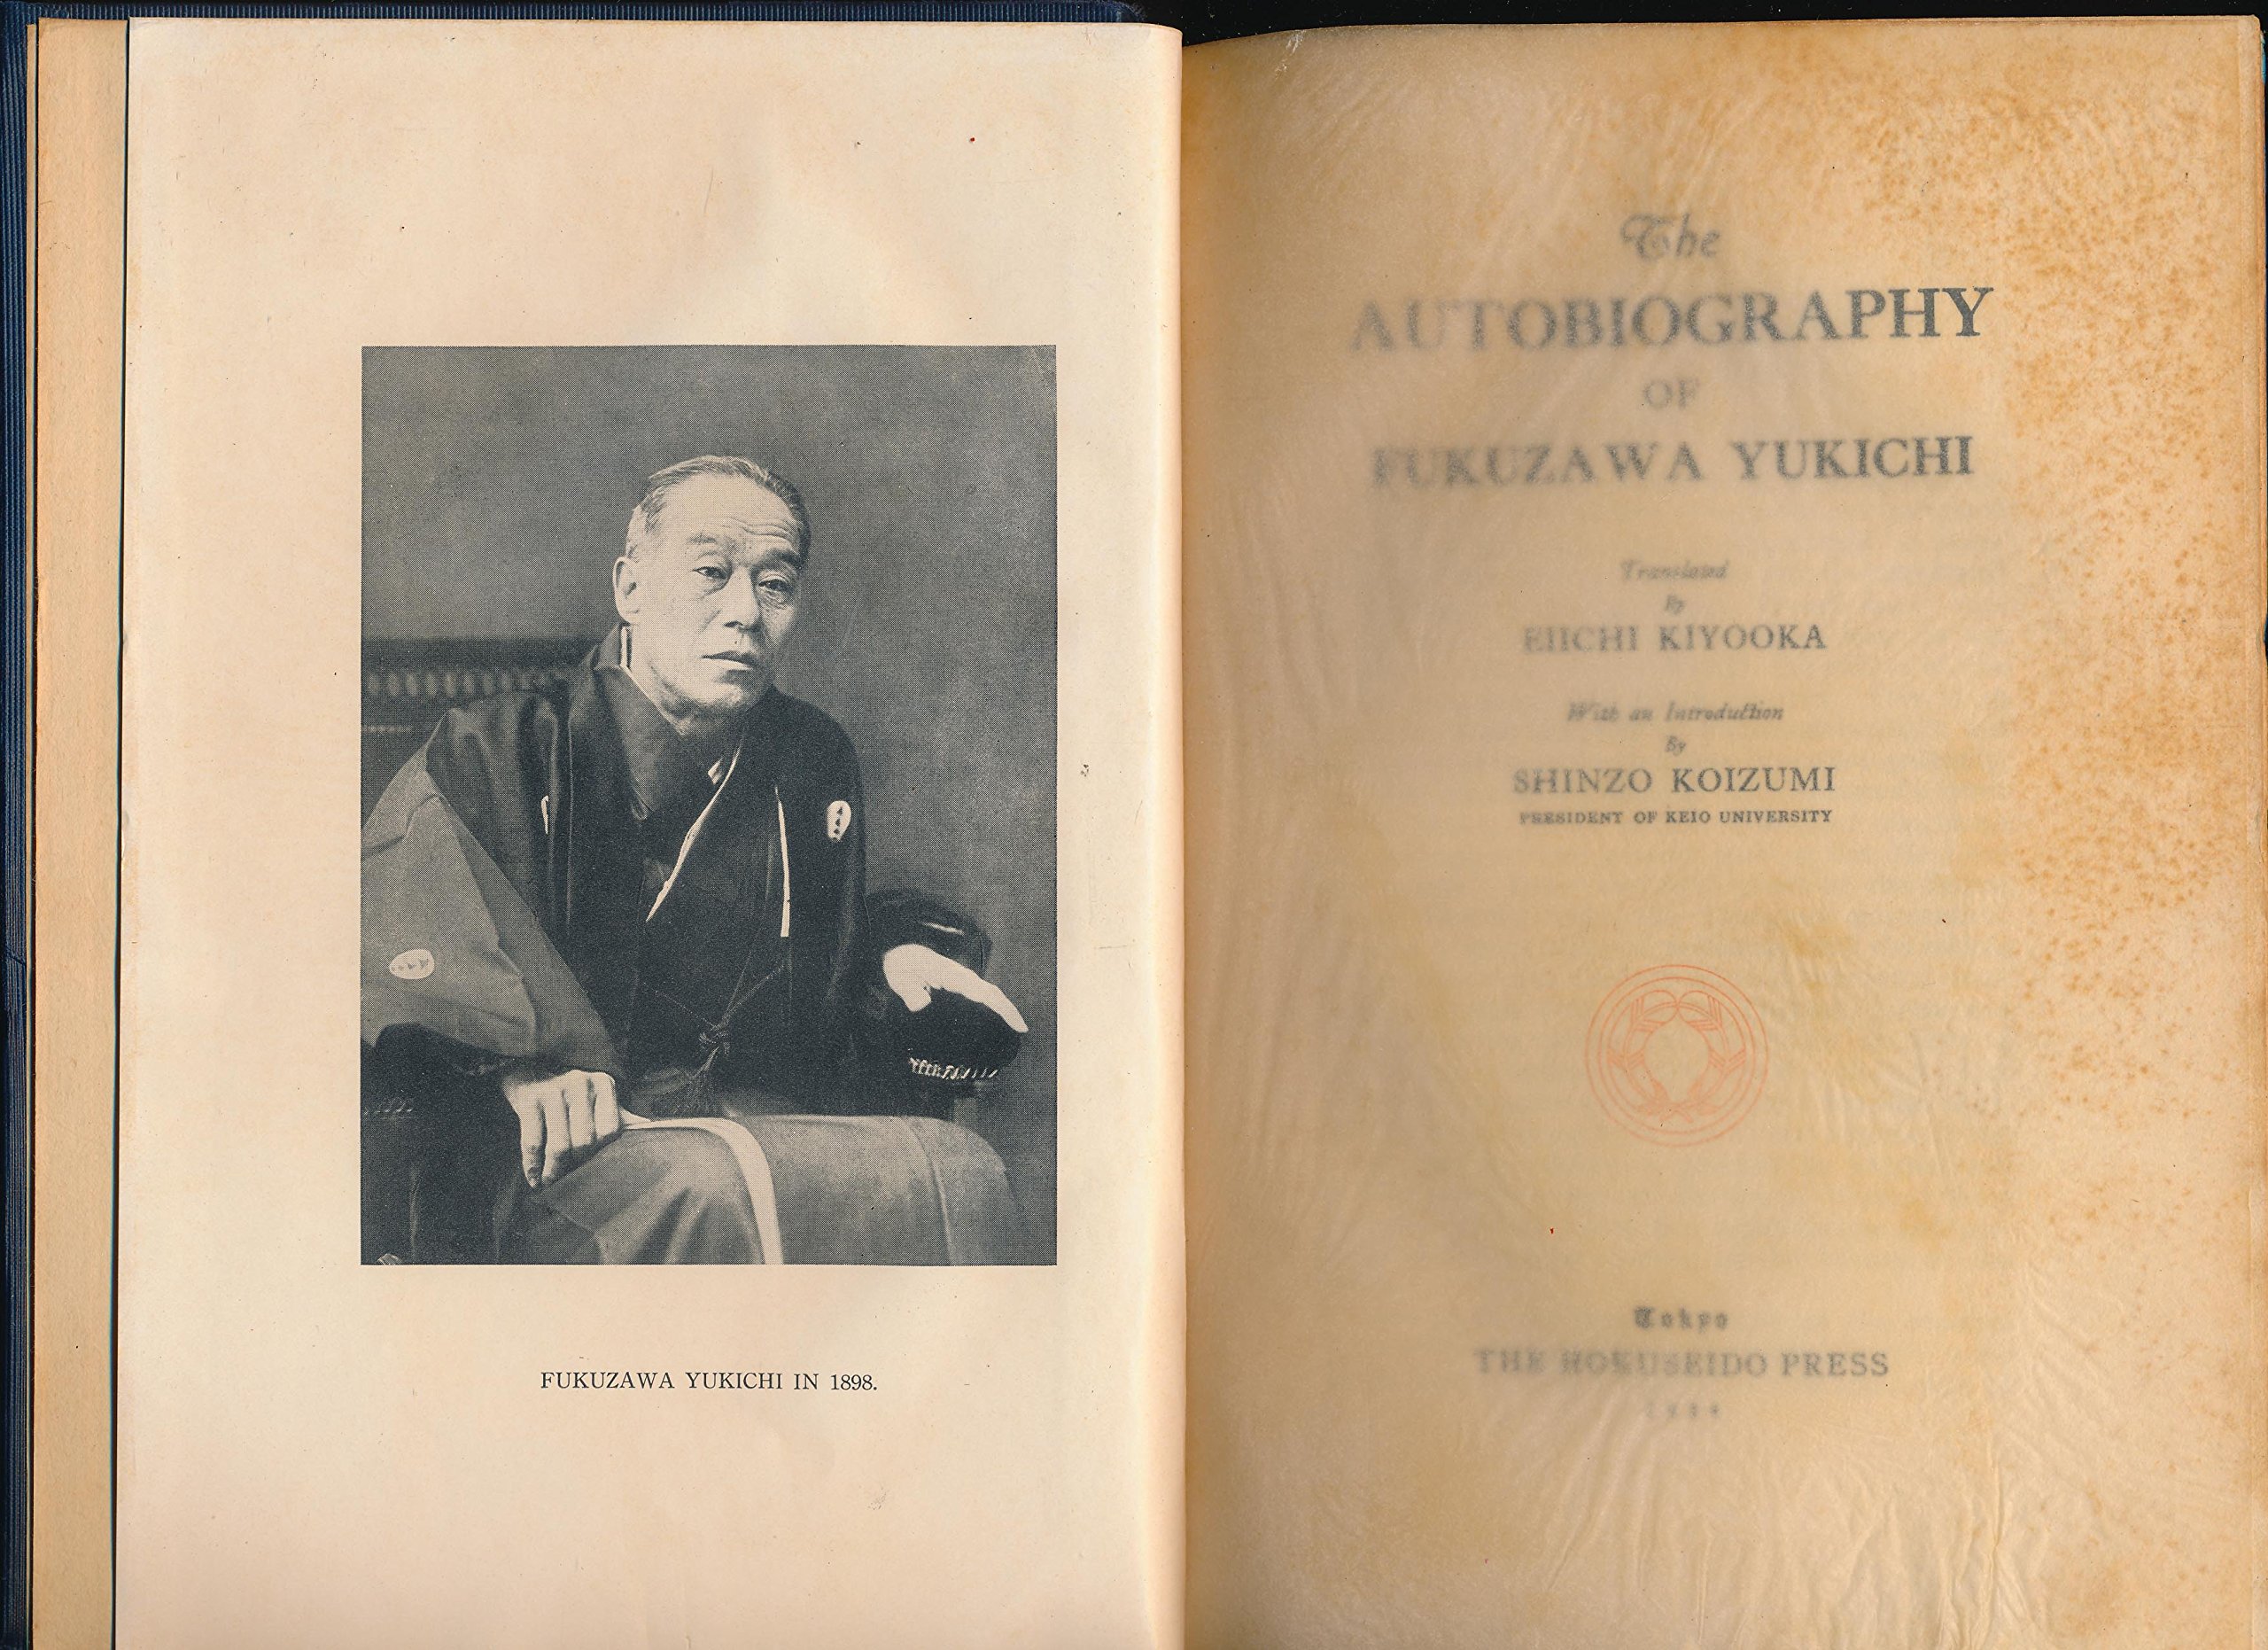 FUKUZAWA YUKICHI IN 1898.
The
AUTOBIOGRAPHY
OF
FUKUZAWA YUKICHI
Translated
By
EIICHI KIYOOKA
With an Introduction
By
SHINZO KOIZUMI
PRESIDENT OF KEIO UNIVERSITY
Tokyo
THE HOKUSEIDO PRESS